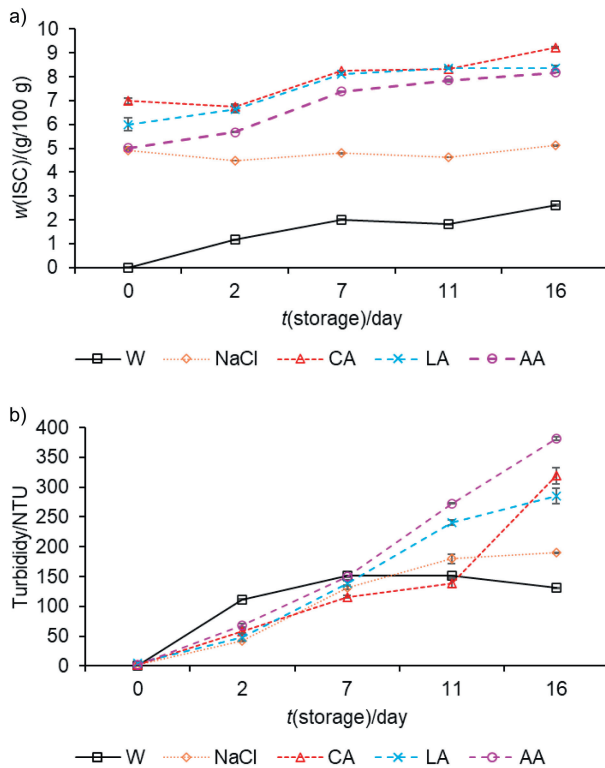 a)
10
9
8
7
6
5
4
3
2
1
0
w(ISC)/(g/100 g)
0 2 7 11 16
t(storage)/day
W NaCl CA LA AA
b)
400
350
300
250
200
150
100
50
0
Turbididy/NTU
0 2 7 11 16
t(storage)/day
W NaCl CA LA AA